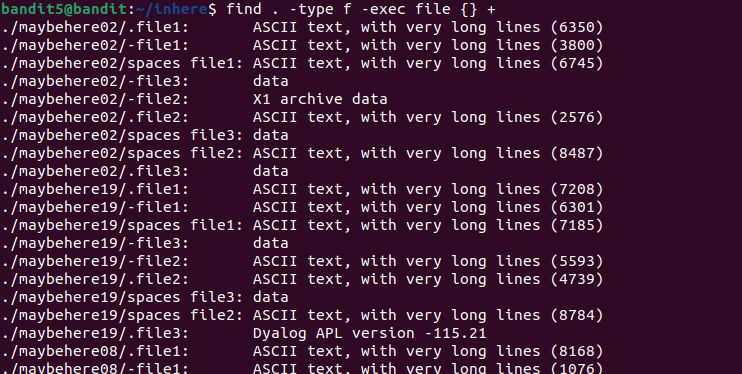 bandit5@bandit:~/inhere$ find . -type f -exec file {} +
./maybehere02/.file1:       ASCII text, with very long lines (6350)
./maybehere02/-file1:       ASCII text, with very long lines (3800)
./maybehere02/spaces file1: ASCII text, with very long lines (6745)
./maybehere02/-file3:       data
./maybehere02/-file2:       X1 archive data
./maybehere02/.file2:       ASCII text, with very long lines (2576)
./maybehere02/spaces file3: data
./maybehere02/spaces file2: ASCII text, with very long lines (8487)
./maybehere02/.file3:       data
./maybehere19/.file1:       ASCII text, with very long lines (7208)
./maybehere19/-file1:       ASCII text, with very long lines (6301)
./maybehere19/spaces file1: ASCII text, with very long lines (7185)
./maybehere19/-file3:       data
./maybehere19/-file2:       ASCII text, with very long lines (5593)
./maybehere19/.file2:       ASCII text, with very long lines (4739)
./maybehere19/spaces file3: data
./maybehere19/spaces file2: ASCII text, with very long lines (8784)
./maybehere19/.file3:       Dyalog APL version -115.21
./maybehere08/.file1:       ASCII text, with very long lines (8168)
./maybehere08/-file1:       ASCII text, with very long lines (1076)